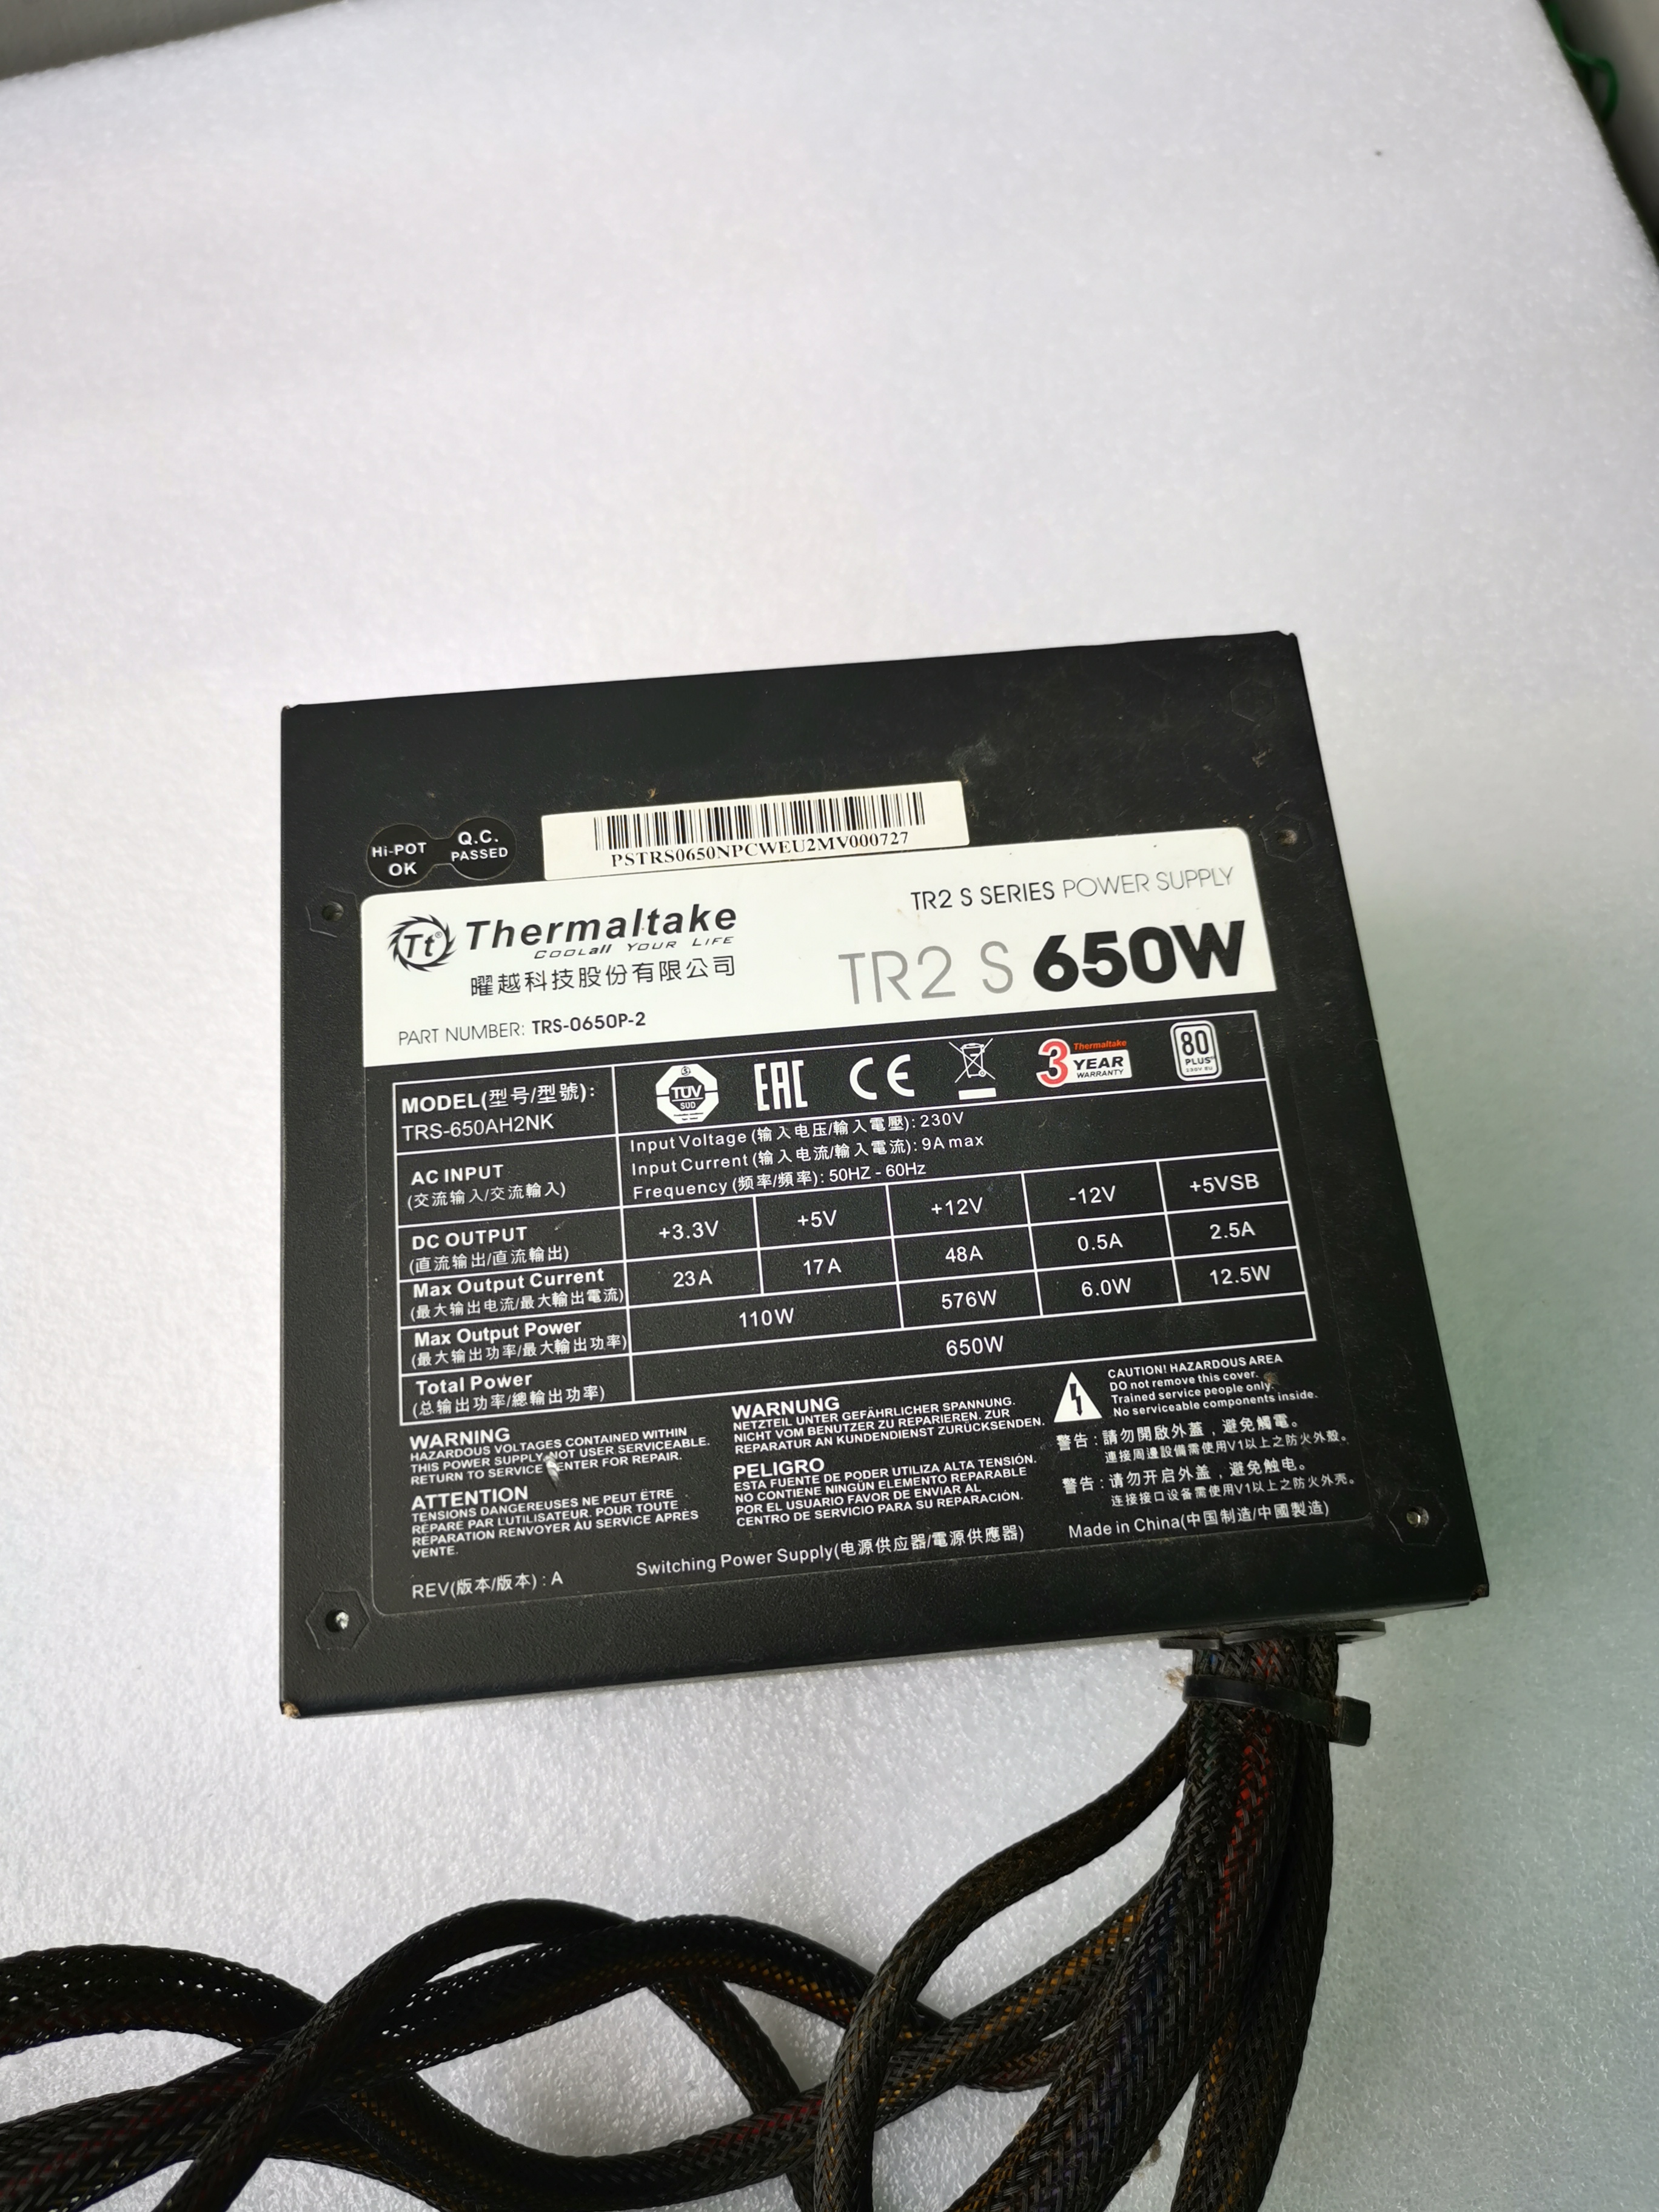 Hi-POT
OK
Q.C.
PASSED
PSTRS0650NPCWEU2MV000727
Tt® Thermaltake
COOLall YOUR LIFE
曜越科技股份有限公司
TR2 S SERIES POWER SUPPLY
TR2 S 650W
PART NUMBER: TRS-0650P-2
MODEL(型号/型號):
TRS-650AH2NK
TÜV
SÜD
EAC
CE
3 Thermaltake
YEAR
WARRANTY
80
PLUS
230V EU
AC INPUT
(交流输入/交流輸入)
Input Voltage (输入电压/輸入電壓): 230V
Input Current (输入电流/輸入電流): 9A max
Frequency (频率/頻率): 50HZ - 60Hz
DC OUTPUT
(直流输出/直流輸出)
+3.3V +5V +12V -12V +5VSB
Max Output Current
(最大输出电流/最大輸出電流)
23A 17A 48A 0.5A 2.5A
Max Output Power
(最大输出功率/最大輸出功率)
110W 576W 6.0W 12.5W
Total Power
(总输出功率/總輸出功率)
650W
WARNING
HAZARDOUS VOLTAGES CONTAINED WITHIN
THIS POWER SUPPLY NOT USER SERVICEABLE.
RETURN TO SERVICE CENTER FOR REPAIR.
ATTENTION
TENSIONS DANGEREUSES NE PEUT ÊTRE
RÉPARÉ PAR L'UTILISATEUR. POUR TOUTE
RÉPARATION RENVOYER AU SERVICE APRÈS
VENTE.
WARNUNG
NETZTEIL UNTER GEFÄHRLICHER SPANNUNG.
NICHT VOM BENUTZER ZU REPARIEREN. ZUR
REPARATUR AN KUNDENDIENST ZURÜCKSENDEN.
PELIGRO
ESTA FUENTE DE PODER UTILIZA ALTA TENSIÓN.
NO CONTIENE NINGÚN ELEMENTO REPARABLE
POR EL USUARIO FAVOR DE ENVIAR AL
CENTRO DE SERVICIO PARA SU REPARACIÓN.
CAUTION! HAZARDOUS AREA
DO not remove this cover.
Trained service people only.
No serviceable components inside.
警告：請勿開啟外蓋，避免觸電。
連接周邊設備需使用V1以上之防火外殼。
警告：请勿开启外盖，避免触电。
连接接口设备需使用V1以上之防火外壳。
REV(版本/版本) : A
Switching Power Supply(电源供应器/電源供應器)
Made in China(中国制造/中國製造)